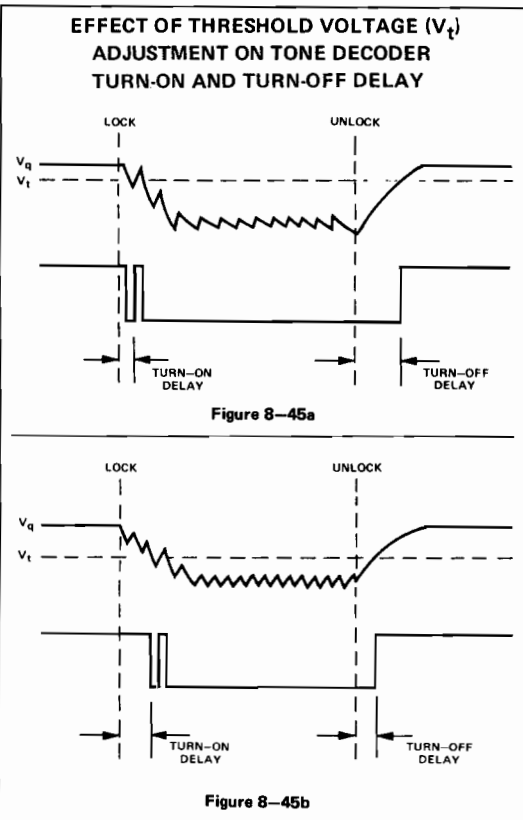 EFFECT OF THRESHOLD VOLTAGE (Vt)
ADJUSTMENT ON TONE DECODER
TURN-ON AND TURN-OFF DELAY
LOCK
UNLOCK
Vq
Vt
TURN–ON
DELAY
TURN–OFF
DELAY
Figure 8–45a
LOCK
UNLOCK
Vq
Vt
TURN–ON
DELAY
TURN–OFF
DELAY
Figure 8–45b